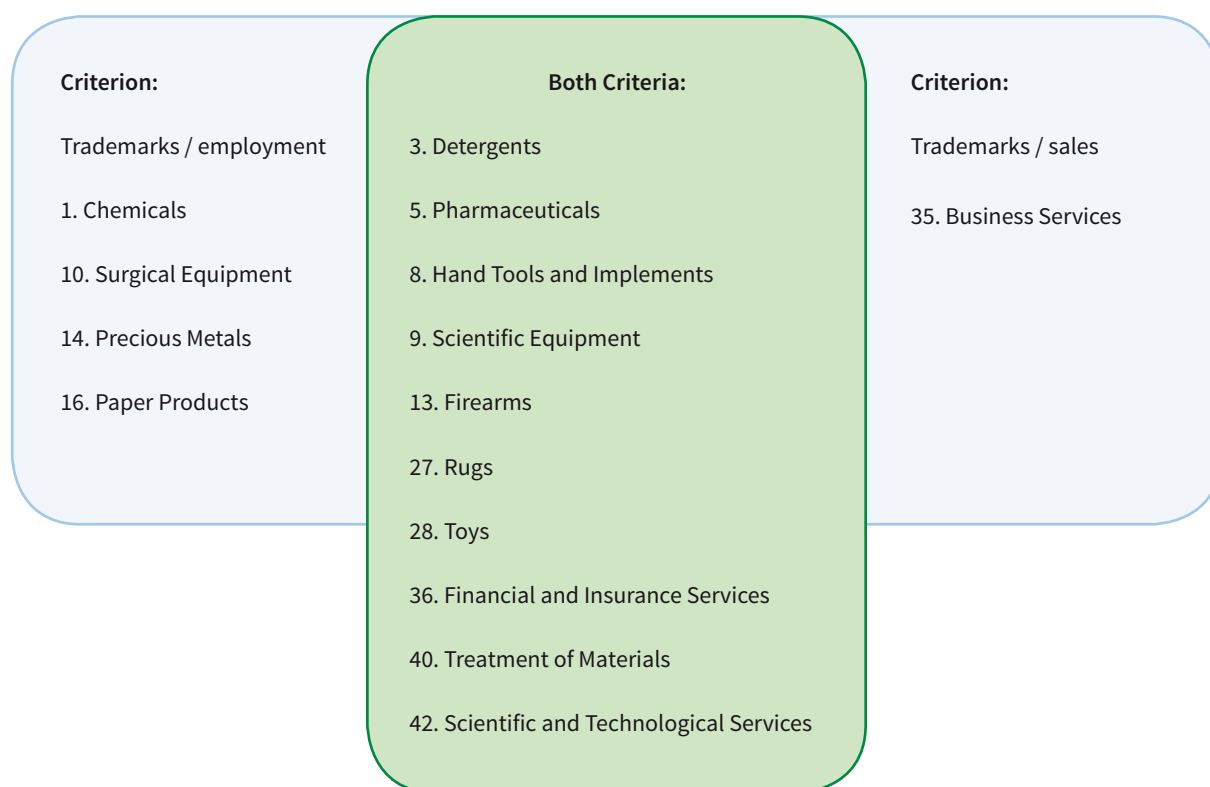 Criterion:
Trademarks / employment
1. Chemicals
10. Surgical Equipment
14. Precious Metals
16. Paper Products
Both Criteria:
3. Detergents
5. Pharmaceuticals
8. Hand Tools and Implements
9. Scientific Equipment
13. Firearms
27. Rugs
28. Toys
36. Financial and Insurance Services
40. Treatment of Materials
42. Scientific and Technological Services
Criterion:
Trademarks / sales
35. Business Services